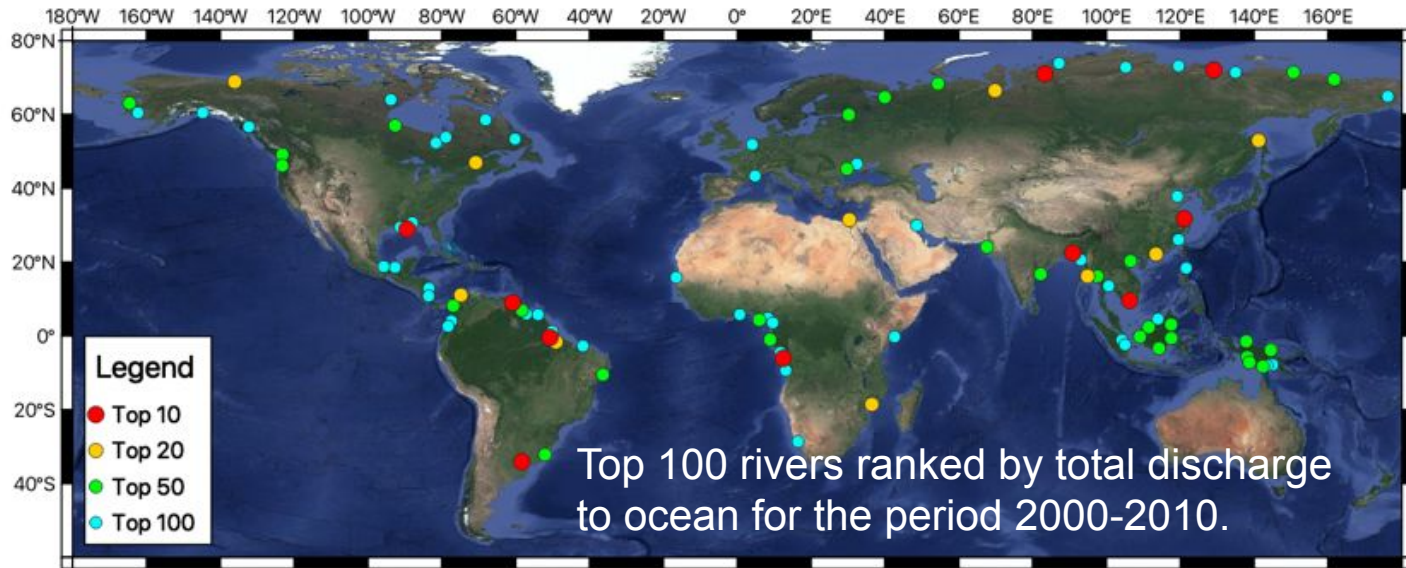 180°W 160°W 140°W 120°W 100°W 80°W 60°W 40°W 20°W 0° 20°E 40°E 60°E 80°E 100°E 120°E 140°E 160°E
80°N
60°N
40°N
20°N
0°
20°S
40°S
Legend
Top 10
Top 20
Top 50
Top 100
Top 100 rivers ranked by total discharge
to ocean for the period 2000-2010.